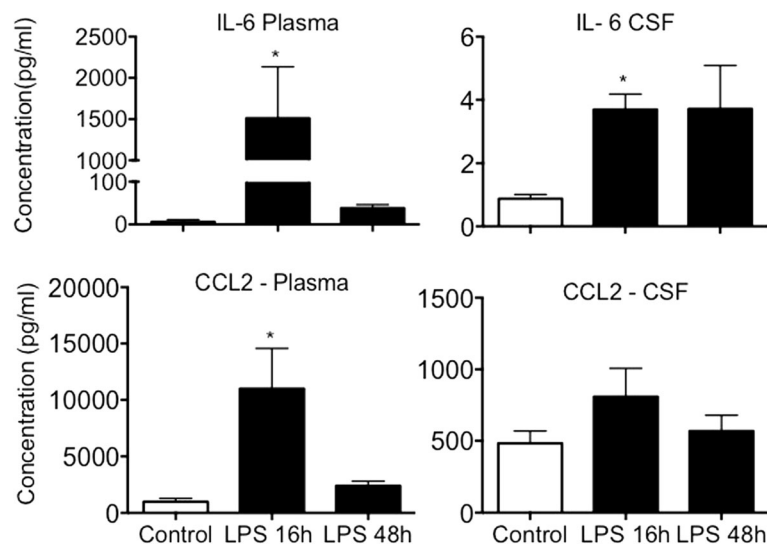 IL-6 Plasma
Concentration(pg/ml)
2500
2000
1500
1000
100
0
*
IL- 6 CSF
6
4
2
0
*
CCL2 - Plasma
Concentration (pg/ml)
20000
15000
10000
5000
0
*
Control LPS 16h LPS 48h
CCL2 - CSF
1500
1000
500
0
Control LPS 16h LPS 48h